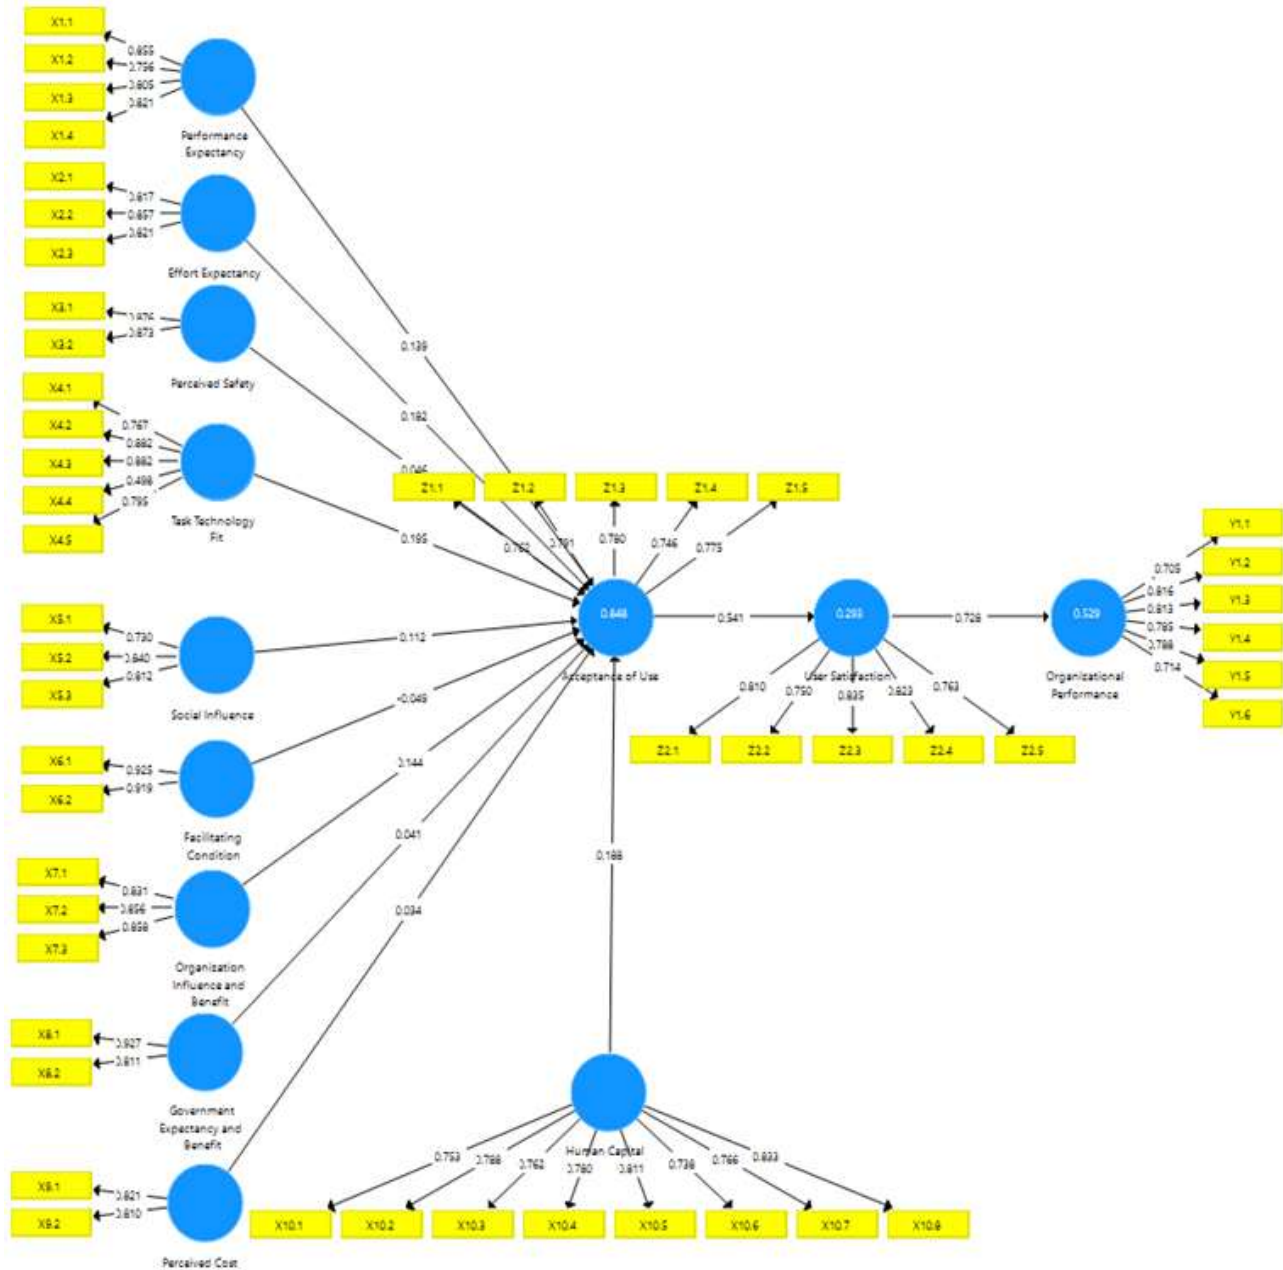 X1.1
X1.2
X1.3
X1.4
0.855
0.756
0.805
0.821
Performance
Expectancy
X2.1
X2.2
X2.3
0.817
0.857
0.821
Effort Expectancy
X3.1
X3.2
0.876
0.873
Perceived Safety
X4.1
X4.2
X4.3
X4.4
X4.5
0.767
0.882
0.882
0.498
0.795
Task Technology
Fit
X5.1
X5.2
X5.3
0.730
0.840
0.812
Social Influence
X6.1
X6.2
0.925
0.919
Facilitating
Condition
X7.1
X7.2
X7.3
0.831
0.856
0.858
Organization
Influence and
Benefit
X8.1
X8.2
0.927
0.811
Government
Expectancy and
Benefit
X9.1
X9.2
0.821
0.810
Perceived Cost
0.139
0.182
0.046
0.195
0.112
-0.049
0.144
0.041
0.034
0.188
Z1.1
Z1.2
Z1.3
Z1.4
Z1.5
0.762
0.791
0.780
0.746
0.775
0.848
Acceptance of Use
0.541
0.293
User Satisfaction
0.728
0.529
Organizational
Performance
0.810
0.750
0.835
0.823
0.763
Z2.1
Z2.2
Z2.3
Z2.4
Z2.5
0.705
0.816
0.813
0.785
0.788
0.714
Y1.1
Y1.2
Y1.3
Y1.4
Y1.5
Y1.6
Human Capital
0.753
0.788
0.762
0.780
0.811
0.738
0.766
0.833
X10.1
X10.2
X10.3
X10.4
X10.5
X10.6
X10.7
X10.8